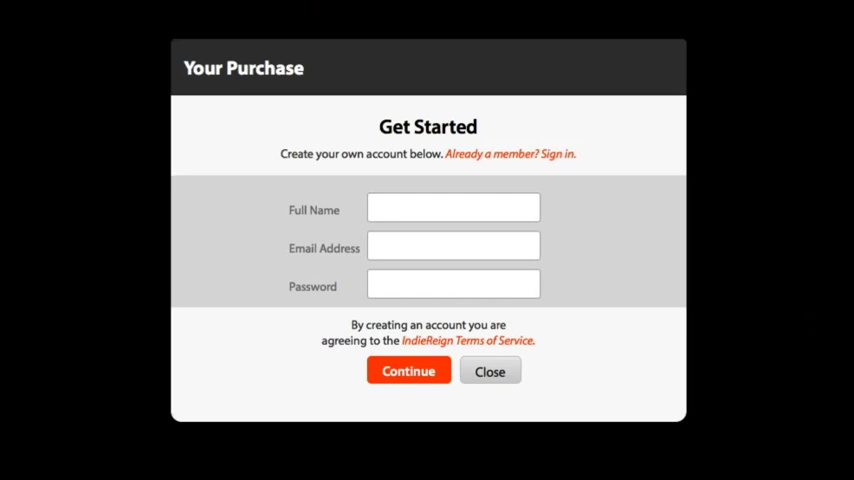 Your Purchase
Get Started
Create your own account below. Already a member? Sign in.
Full Name
Email Address
Password
By creating an account you are
agreeing to the IndieReign Terms of Service.
Continue Close